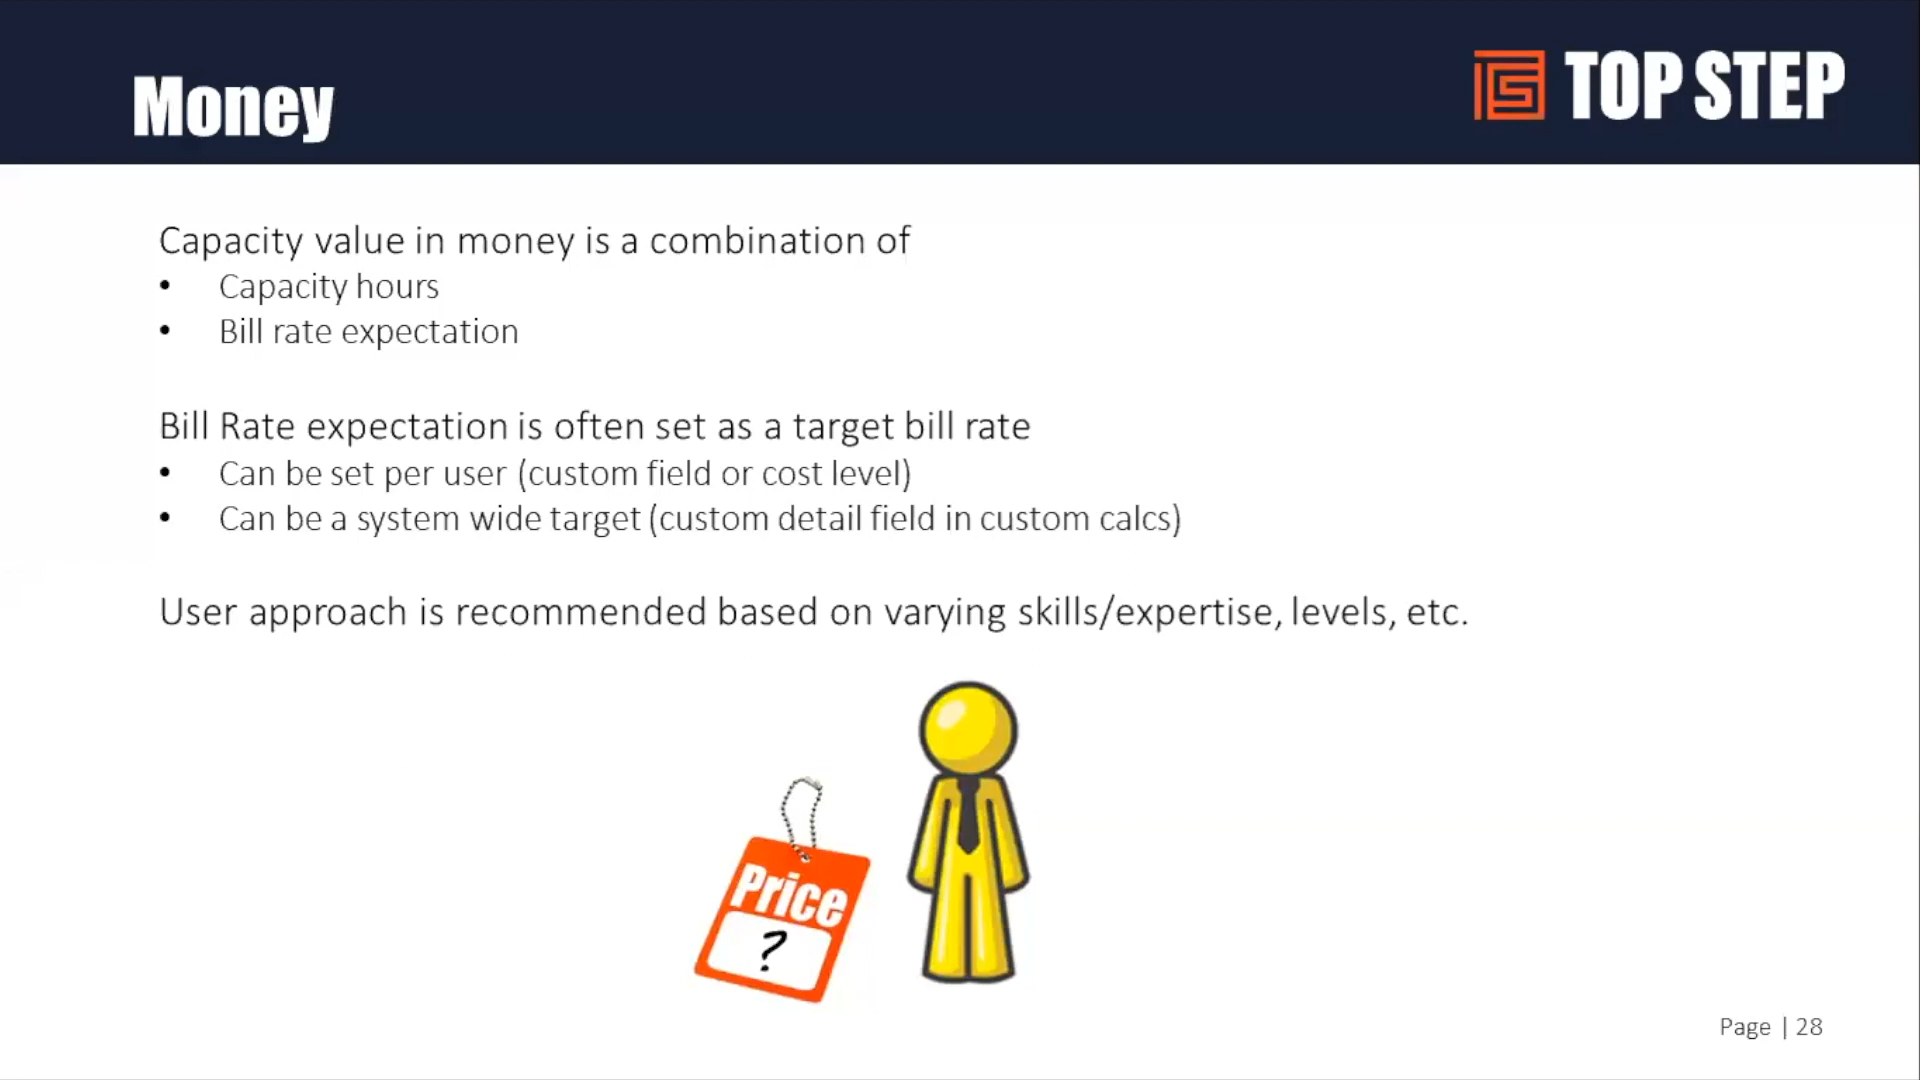 Money
TOP STEP
Capacity value in money is a combination of
• Capacity hours
• Bill rate expectation
Bill Rate expectation is often set as a target bill rate
• Can be set per user (custom field or cost level)
• Can be a system wide target (custom detail field in custom calcs)
User approach is recommended based on varying skills/expertise, levels, etc.
Price
?
Page | 28